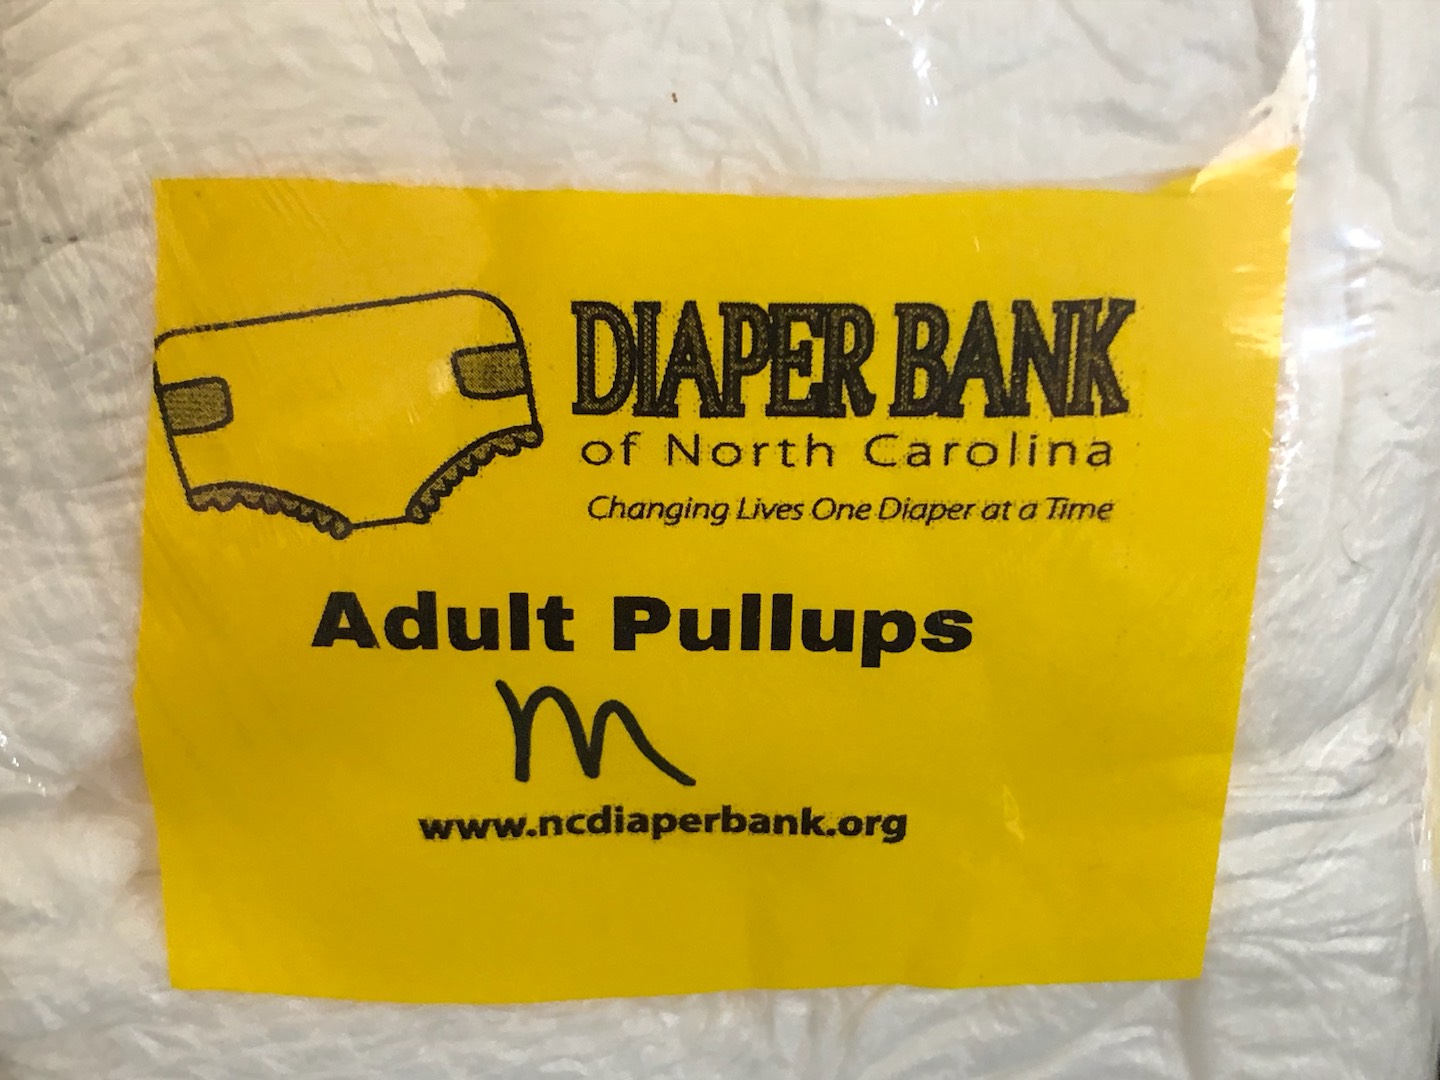 DIAPER BANK
of North Carolina
Changing Lives One Diaper at a Time
Adult Pullups
m
www.ncdiaperbank.org